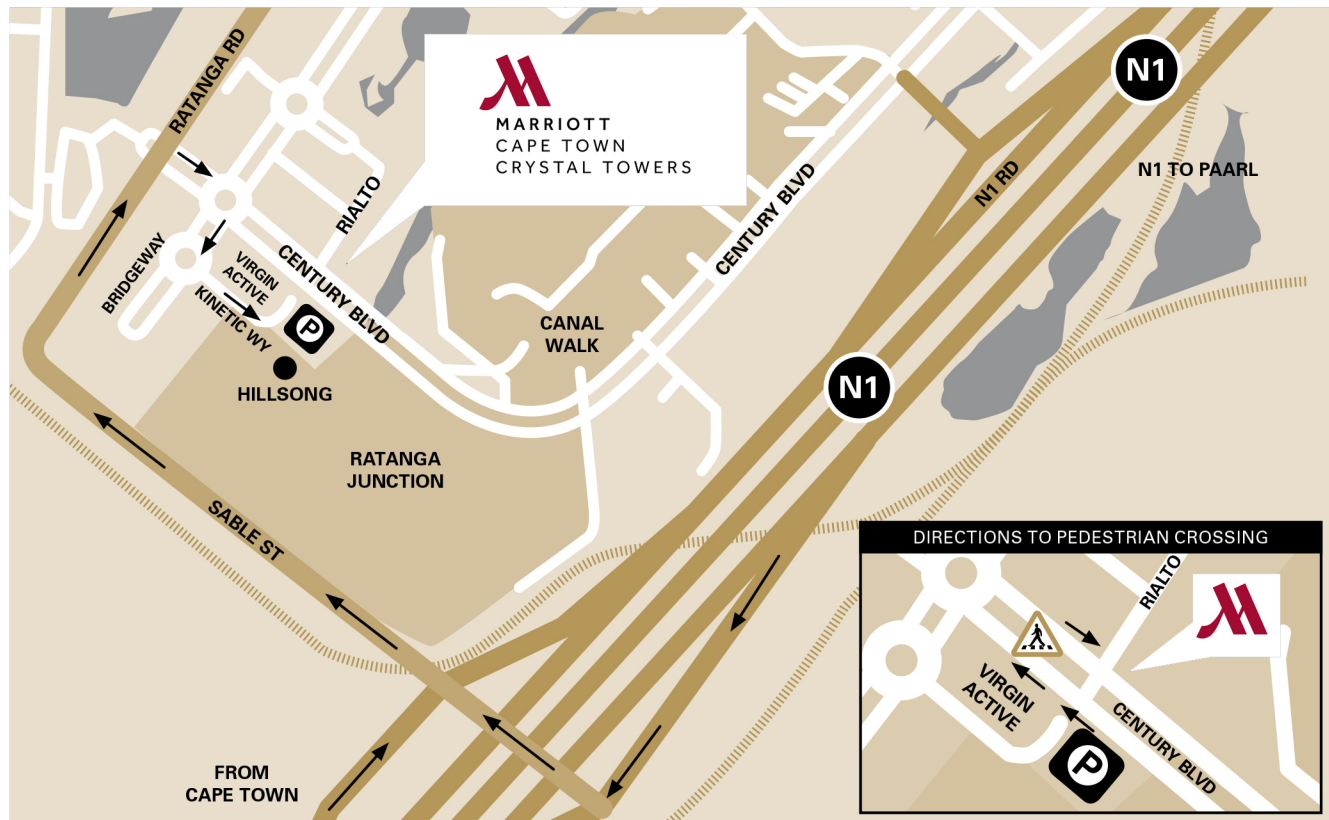 RATANGA RD
MARRIOTT
CAPE TOWN
CRYSTAL TOWERS
N1
N1 TO PAARL
N1 RD
RIALTO
CENTURY BLVD
BRIDGEWAY
VIRGIN
ACTIVE
KINETIC WY
CENTURY BLVD
P
HILLSONG
CANAL
WALK
N1
RATANGA
JUNCTION
SABLE ST
FROM
CAPE TOWN
DIRECTIONS TO PEDESTRIAN CROSSING
RIALTO
VIRGIN
ACTIVE
CENTURY BLVD
P